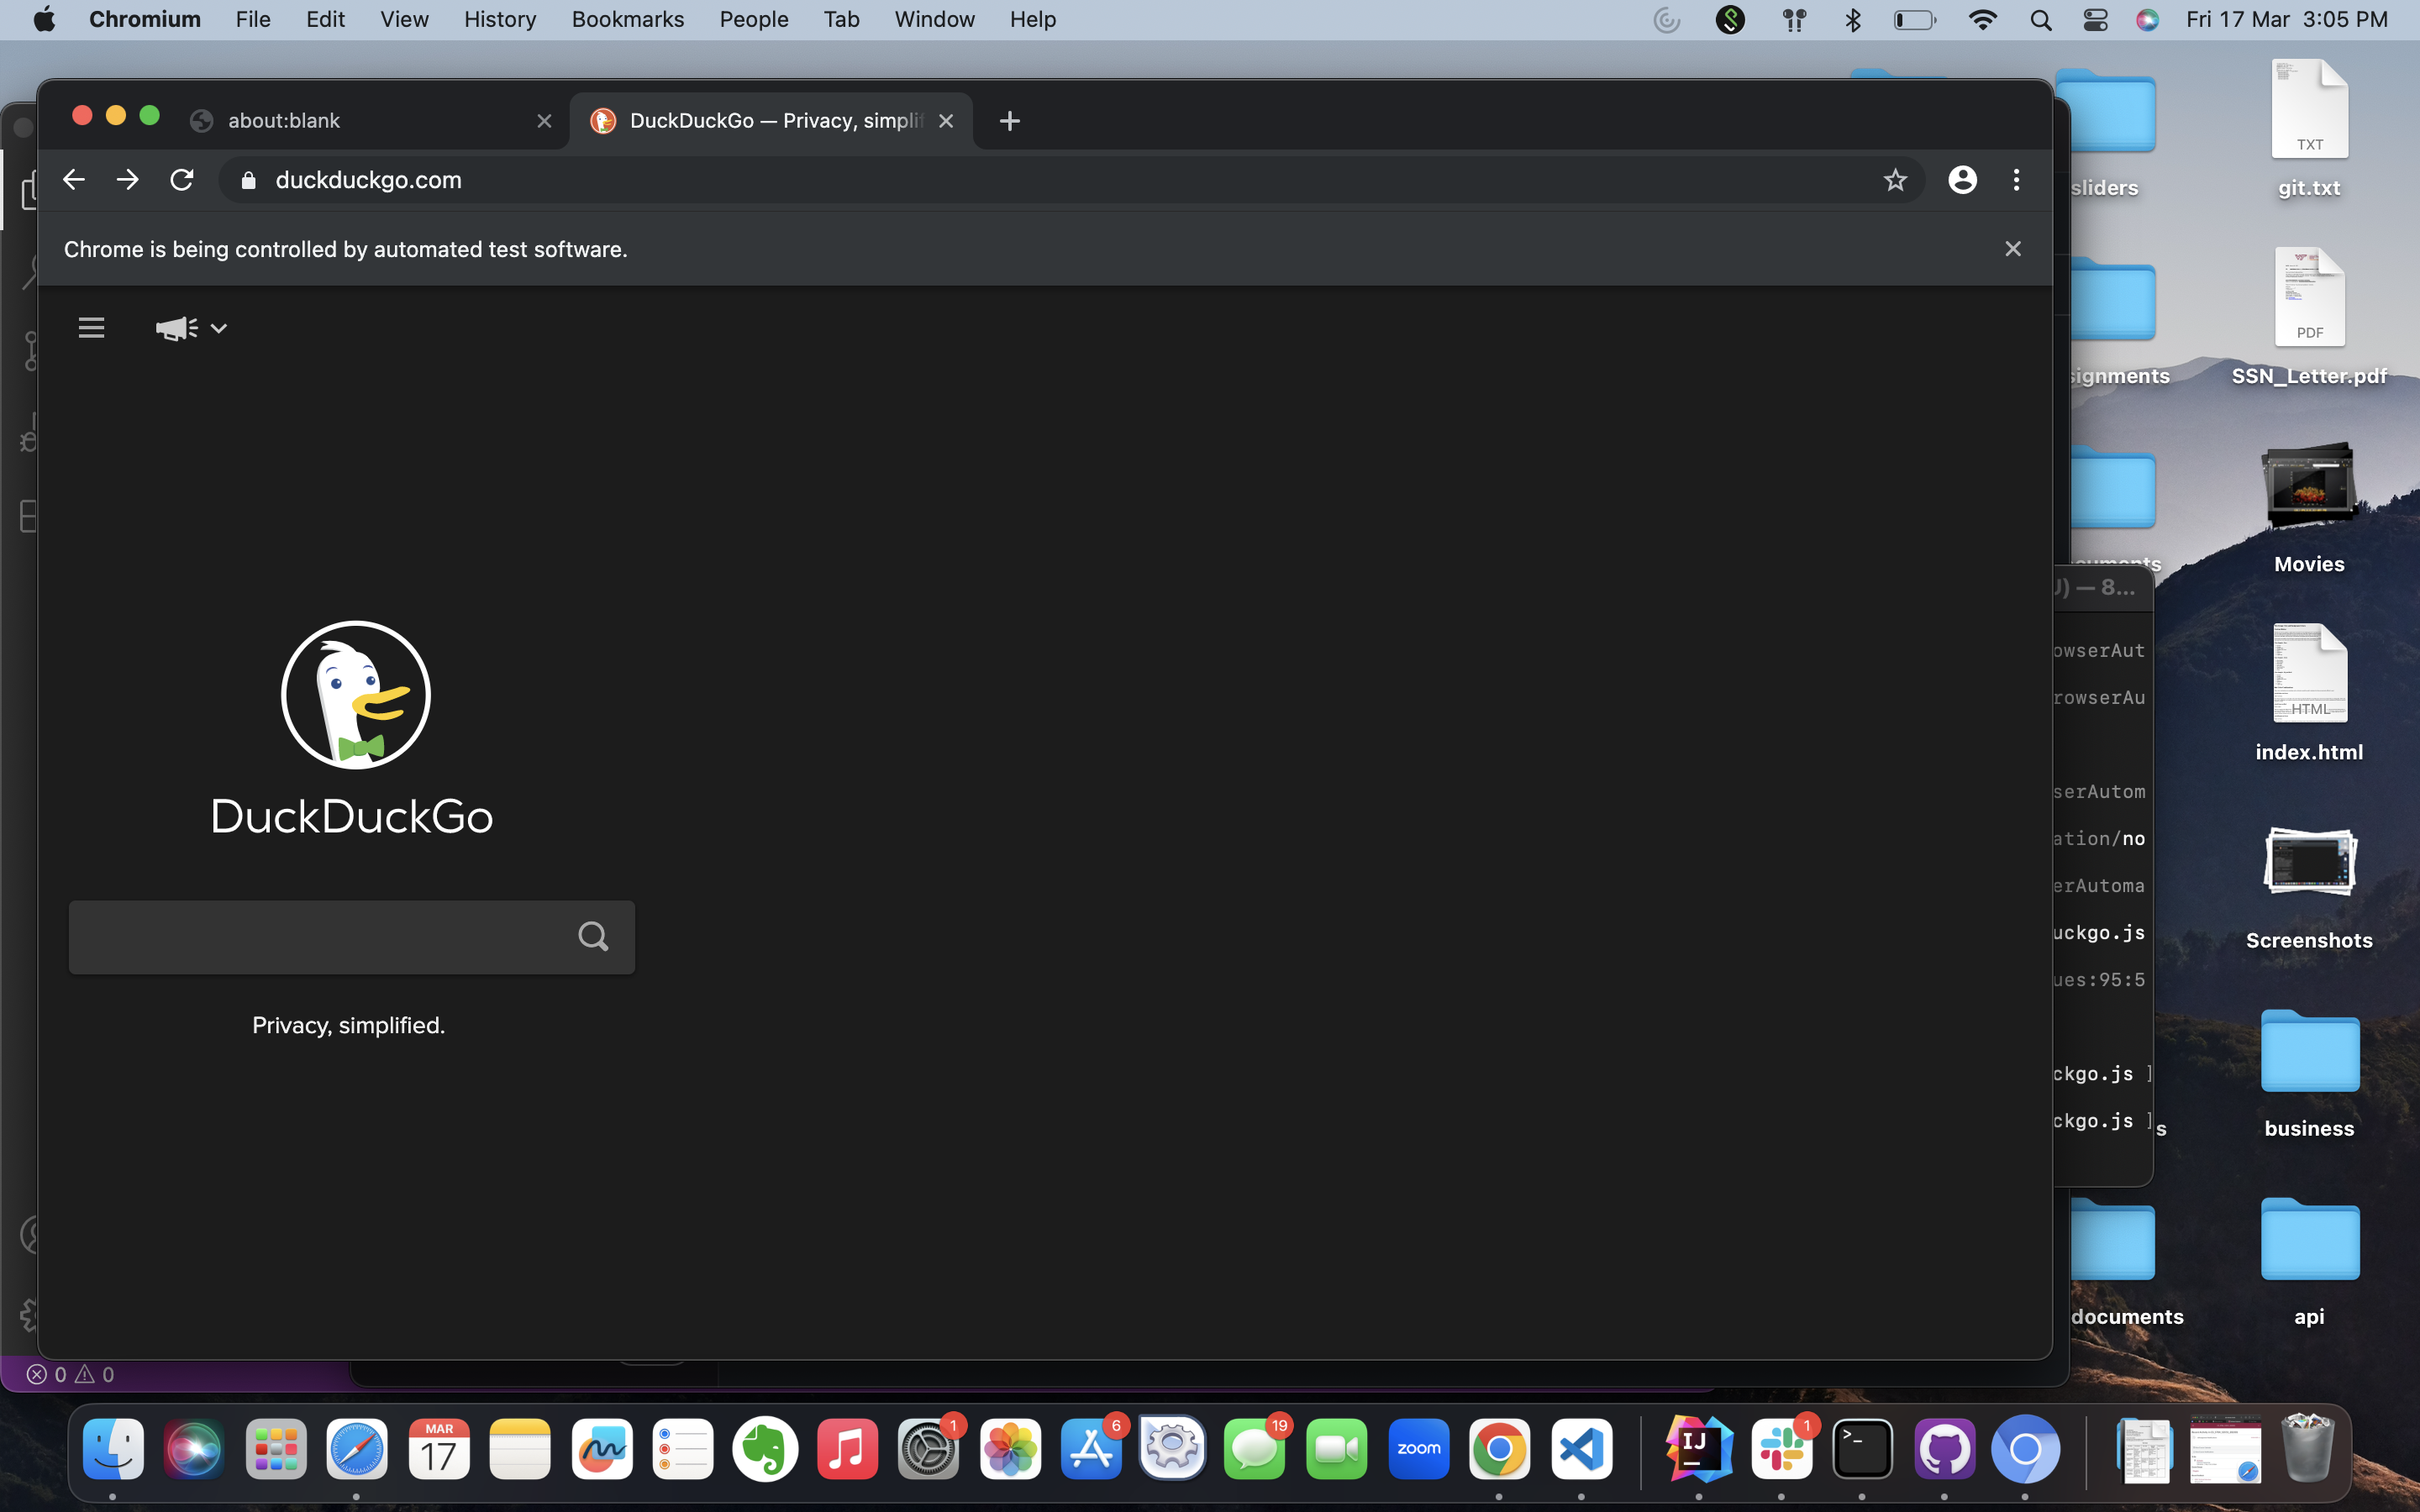 Chromium File Edit View History Bookmarks People Tab Window Help Fri 17 Mar 3:05 PM
about:blank
DuckDuckGo — Privacy, simplif
duckduckgo.com
Chrome is being controlled by automated test software.
DuckDuckGo
Privacy, simplified.
sliders
signments
cuments
J) — 8...
owserAut
rowserAu
serAutom
ation/no
erAutoma
uckgo.js
ues:95:5
ckgo.js ]
ckgo.js ]
s
documents
TXT
git.txt
PDF
SSN_Letter.pdf
Movies
HTML
index.html
Screenshots
business
api
0 0
MAR
17
1
6
19
zoom
IJ
1
>_